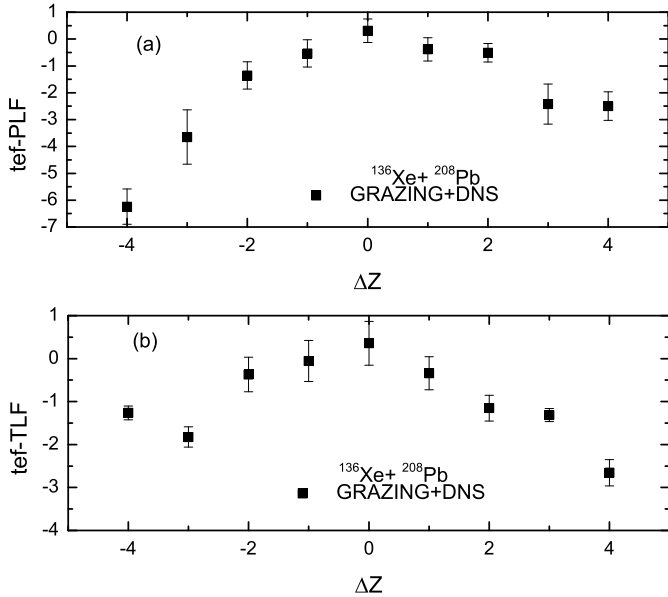 (a)
tef-PLF
1
0
-1
-2
-3
-4
-5
-6
-7
¹³⁶Xe+ ²⁰⁸Pb
GRAZING+DNS
-4 -2 0 2 4
ΔZ
(b)
tef-TLF
1
0
-1
-2
-3
-4
¹³⁶Xe+ ²⁰⁸Pb
GRAZING+DNS
-4 -2 0 2 4
ΔZ